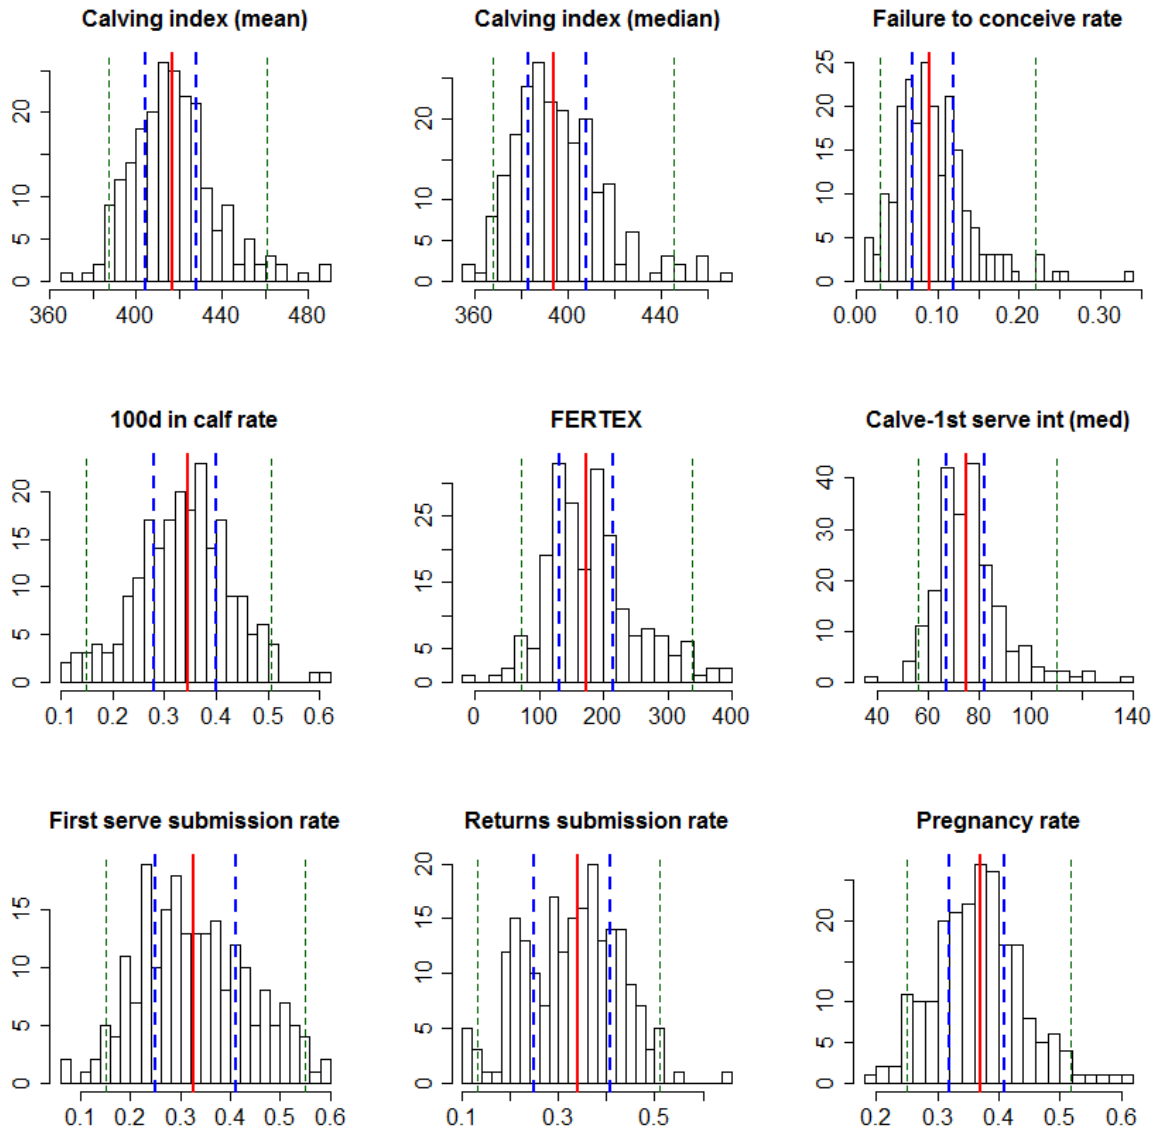 Calving index (mean)
0 5 10 20
360 400 440 480
Calving index (median)
0 5 10 20
360 400 440
Failure to conceive rate
0 5 10 15 20 25
0.00 0.10 0.20 0.30
100d in calf rate
0 5 10 15 20
0.1 0.2 0.3 0.4 0.5 0.6
FERTEX
0 5 15 25
0 100 200 300 400
Calve-1st serve int (med)
0 10 20 30 40
40 60 80 100 140
First serve submission rate
0 5 10 15
0.1 0.2 0.3 0.4 0.5 0.6
Returns submission rate
0 5 10 15 20
0.1 0.3 0.5
Pregnancy rate
0 5 10 20
0.2 0.3 0.4 0.5 0.6